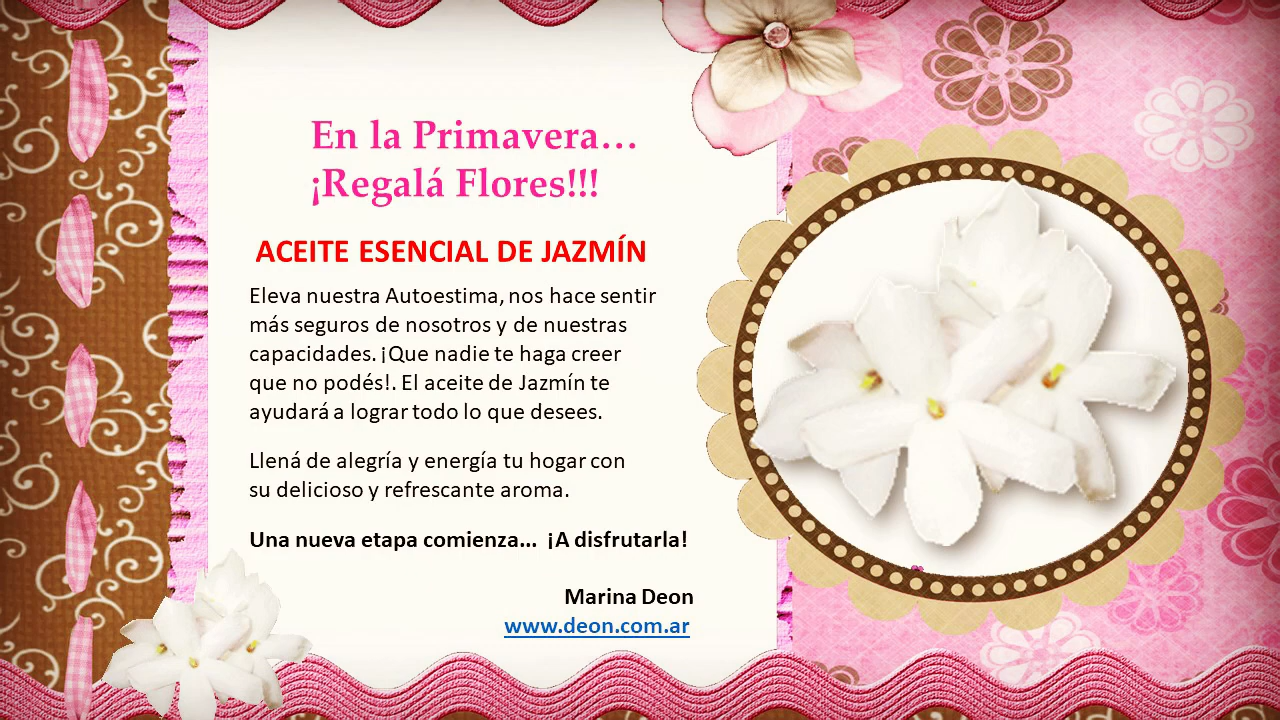 En la Primavera…
¡Regalá Flores!!!
ACEITE ESENCIAL DE JAZMÍN
Eleva nuestra Autoestima, nos hace sentir
más seguros de nosotros y de nuestras
capacidades. ¡Que nadie te haga creer
que no podés!. El aceite de Jazmín te
ayudará a lograr todo lo que desees.
Llená de alegría y energía tu hogar con
su delicioso y refrescante aroma.
Una nueva etapa comienza... ¡A disfrutarla!
Marina Deon
www.deon.com.ar